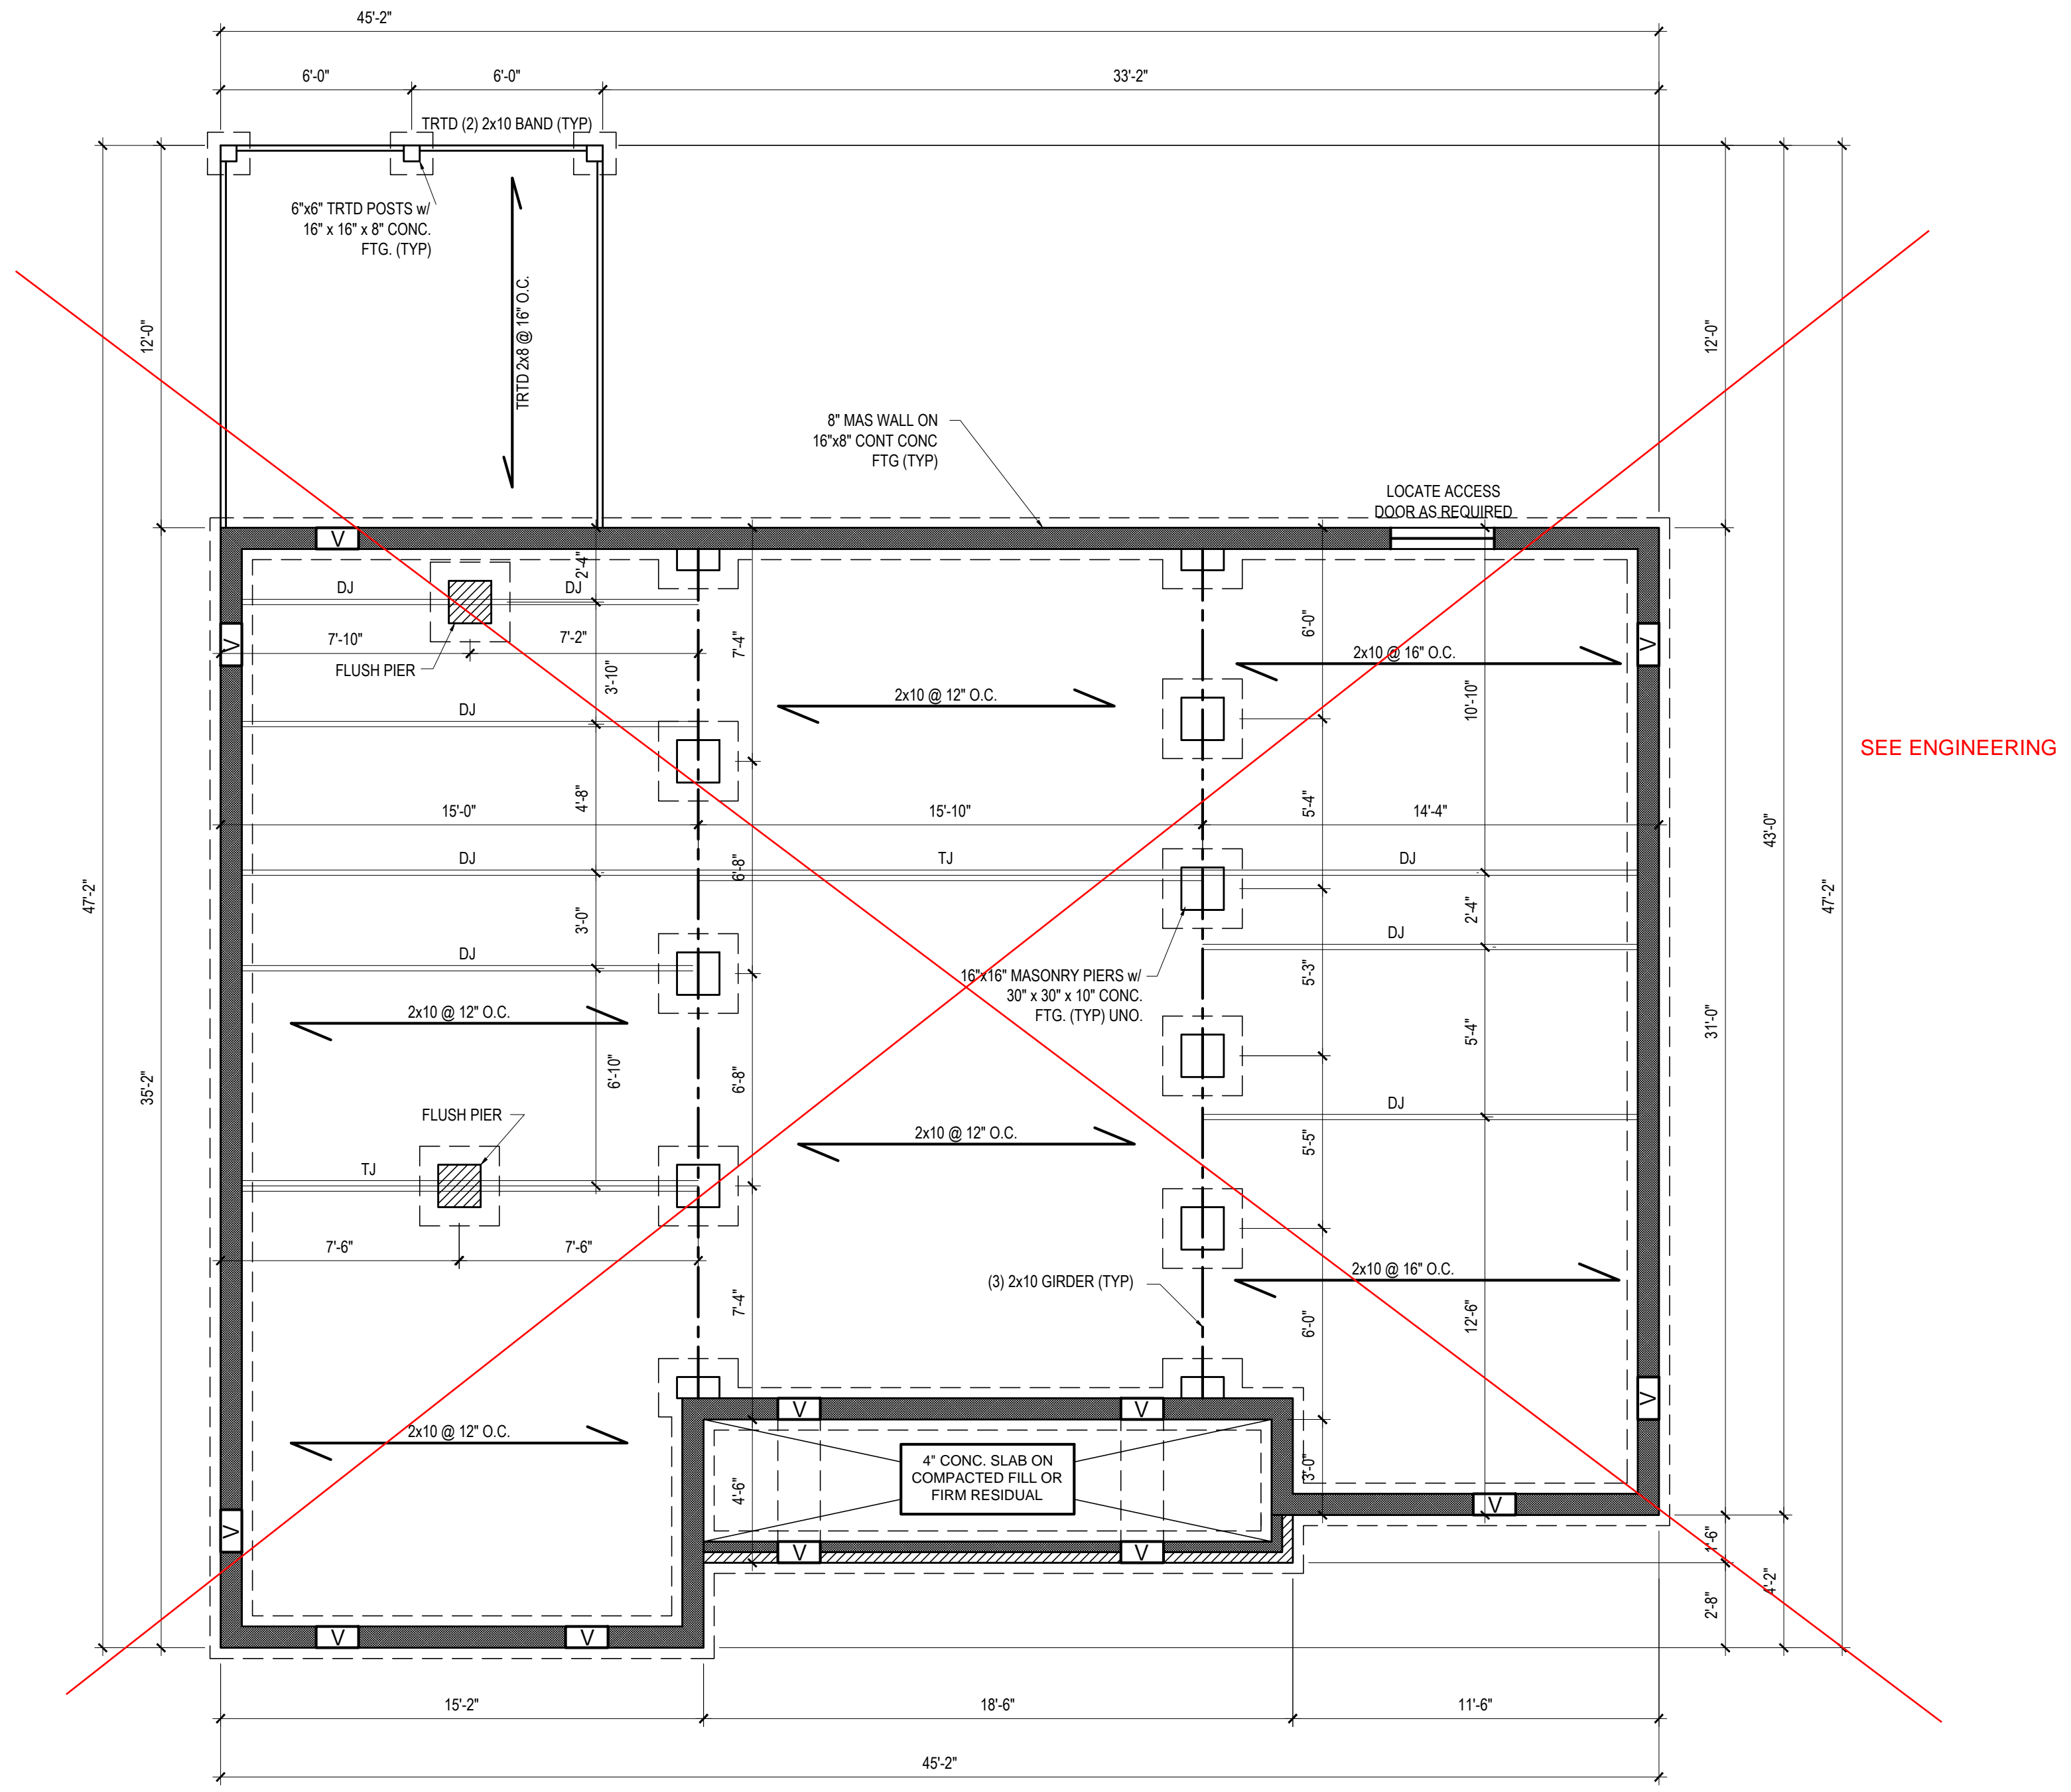 45'-2"
6'-0"
6'-0"
33'-2"
TRTD (2) 2x10 BAND (TYP)
6"x6" TRTD POSTS w/
16" x 16" x 8" CONC.
FTG. (TYP)
TRTD 2x8 @ 16" O.C.
12'-0"
12'-0"
8" MAS WALL ON
16"x8" CONT CONC
FTG (TYP)
LOCATE ACCESS
DOOR AS REQUIRED
V
2'-4"
DJ
DJ
7'-10"
7'-2"
FLUSH PIER
V
3'-10"
7'-4"
6'-0"
2x10 @ 16" O.C.
V
2x10 @ 12" O.C.
10'-10"
DJ
SEE ENGINEERING
4'-8"
5'-4"
15'-0"
15'-10"
14'-4"
43'-0"
DJ
6'-8"
TJ
DJ
47'-2"
47'-2"
3'-0"
2'-4"
DJ
DJ
16"x16" MASONRY PIERS w/
30" x 30" x 10" CONC.
FTG. (TYP) UNO.
5'-3"
2x10 @ 12" O.C.
31'-0"
5'-4"
35'-2"
6'-10"
6'-8"
FLUSH PIER
DJ
2x10 @ 12" O.C.
5'-5"
TJ
7'-6"
7'-6"
(3) 2x10 GIRDER (TYP)
2x10 @ 16" O.C.
7'-4"
6'-0"
12'-6"
V
V
V
2x10 @ 12" O.C.
4" CONC. SLAB ON
COMPACTED FILL OR
FIRM RESIDUAL
4'-6"
3'-0"
V
V
V
V
1'-6"
4'-2"
2'-8"
V
V
15'-2"
18'-6"
11'-6"
45'-2"